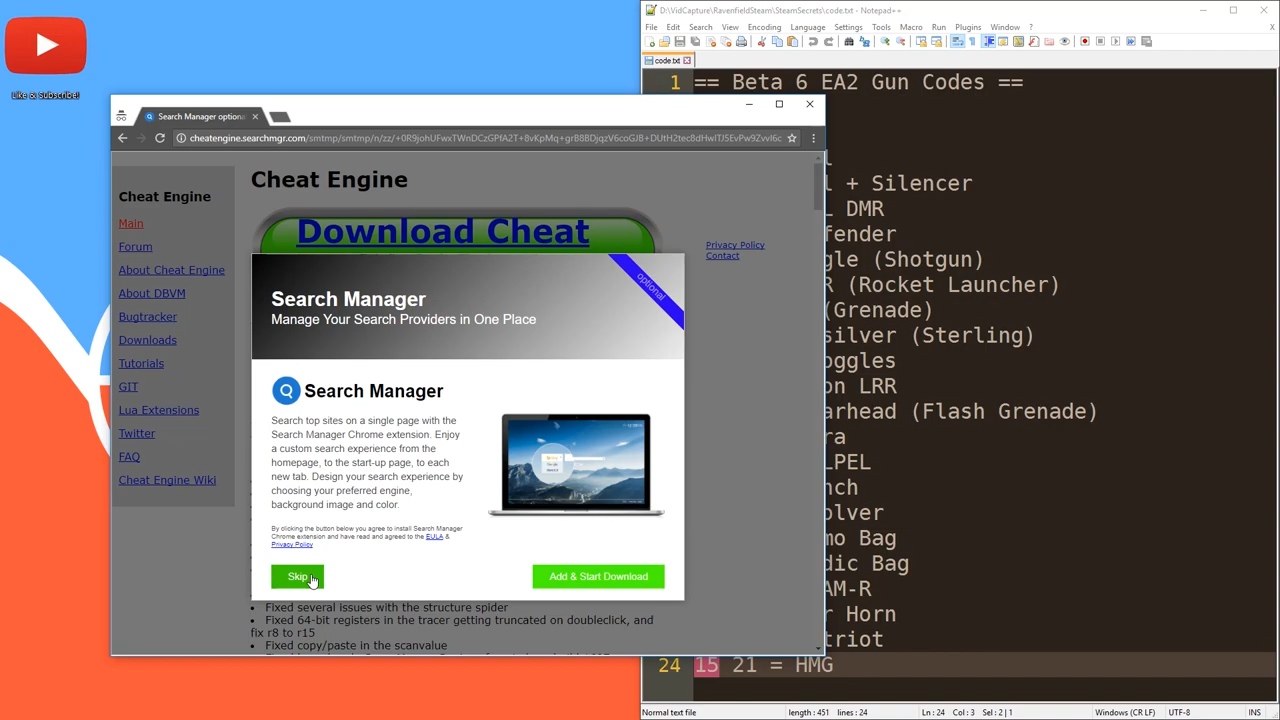 D:\VidCapture\RavenfieldSteam\SteamSecrets\code.txt - Notepad++
File Edit Search View Encoding Language Settings Tools Macro Run Plugins Window ?
X
code.txt
Like & Subscribe!
1 == Beta 6 EA2 Gun Codes ==
l + Silencer
DMR
fender
gle (Shotgun)
R (Rocket Launcher)
(Grenade)
silver (Sterling)
oggles
on LRR
arhead (Flash Grenade)
ra
LPEL
nch
olver
mo Bag
dic Bag
AM-R
r Horn
triot
24 15 21 = HMG
Normal text file length : 451 lines : 24 Ln : 24 Col : 3 Sel : 2 | 1 Windows (CR LF) UTF-8 INS
Search Manager optiona
cheatengine.searchmgr.com
Cheat Engine
Main
Forum
About Cheat Engine
About DBVM
Bugtracker
Downloads
Tutorials
GIT
Lua Extensions
Twitter
FAQ
Cheat Engine Wiki
Cheat Engine
Download Cheat
Privacy Policy
Contact
optional
Search Manager
Manage Your Search Providers in One Place
Search Manager
Search top sites on a single page with the
Search Manager Chrome extension. Enjoy
a custom search experience from the
homepage, to the start-up page, to each
new tab. Design your search experience by
choosing your preferred engine,
background image and color.
By clicking the button below you agree to install Search Manager
Chrome extension and have read and agreed to the EULA &
Privacy Policy
Skip
Add & Start Download
• Fixed several issues with the structure spider
• Fixed 64-bit registers in the tracer getting truncated on doubleclick, and
fix r8 to r15
• Fixed copy/paste in the scanvalue